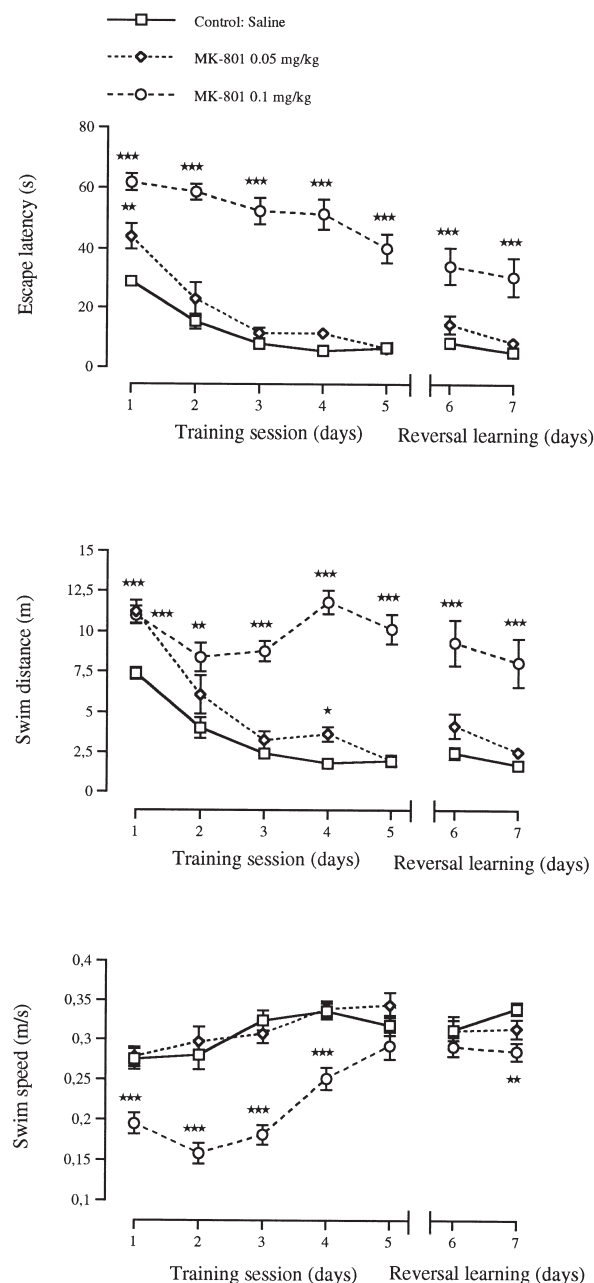 Control: Saline
MK-801 0.05 mg/kg
MK-801 0.1 mg/kg
80
60
40
20
0
Escape latency (s)
★★★ ★★★ ★★★ ★★★ ★★★ ★★★ ★★★
★★
1 2 3 4 5 6 7
Training session (days) Reversal learning (days)
15
12,5
10
7,5
5
2,5
0
Swim distance (m)
★★★ ★★★ ★★ ★★★ ★★★ ★★★ ★★★ ★★★
★
1 2 3 4 5 6 7
Training session (days) Reversal learning (days)
0,4
0,35
0,3
0,25
0,2
0,15
0,1
Swim speed (m/s)
★★★ ★★★ ★★★ ★★★ ★★
1 2 3 4 5 6 7
Training session (days) Reversal learning (days)